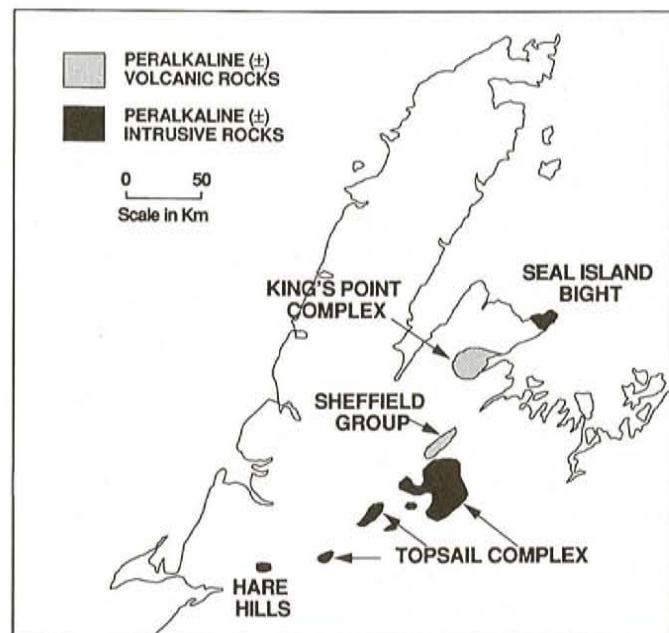 PERALKALINE (±)
VOLCANIC ROCKS
PERALKALINE (±)
INTRUSIVE ROCKS
0 50
Scale in Km
SEAL ISLAND
BIGHT
KING'S POINT
COMPLEX
SHEFFIELD
GROUP
TOPSAIL COMPLEX
HARE
HILLS